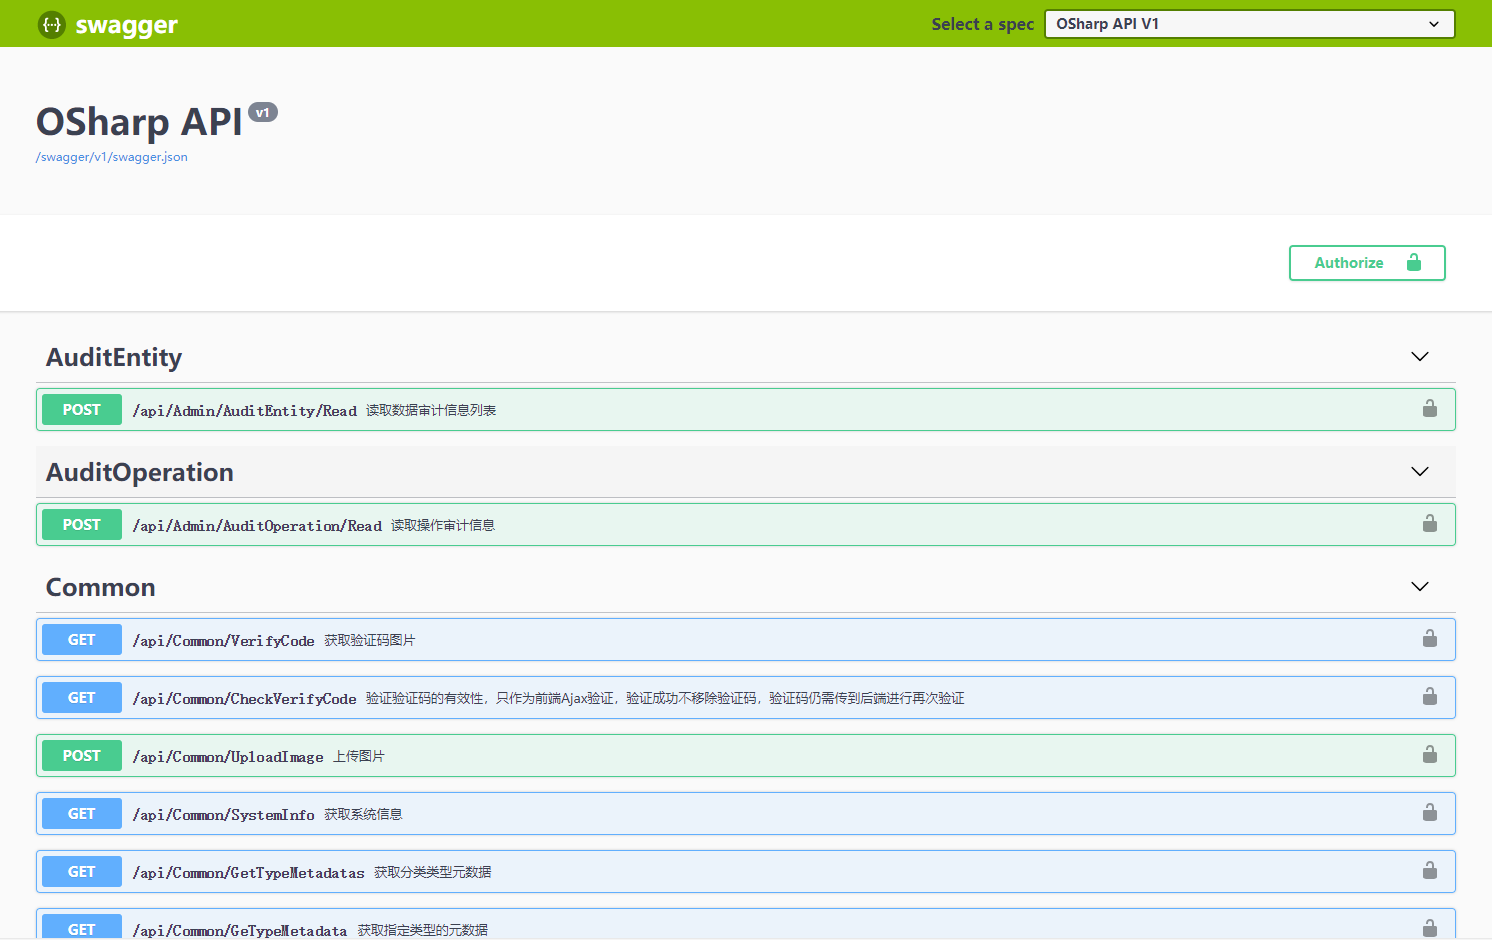 swagger
Select a spec OSharp API V1
OSharp API v1
/swagger/v1/swagger.json
Authorize
AuditEntity
POST /api/Admin/AuditEntity/Read 读取数据审计信息列表
AuditOperation
POST /api/Admin/AuditOperation/Read 读取操作审计信息
Common
GET /api/Common/VerifyCode 获取验证码图片
GET /api/Common/CheckVerifyCode 验证验证码的有效性，只作为前端Ajax验证，验证成功不移除验证码，验证码仍需传到后端进行再次验证
POST /api/Common/UploadImage 上传图片
GET /api/Common/SystemInfo 获取系统信息
GET /api/Common/GetTypeMetadatas 获取分类类型元数据
GET /api/Common/GeTypeMetadata 获取指定类型的元数据